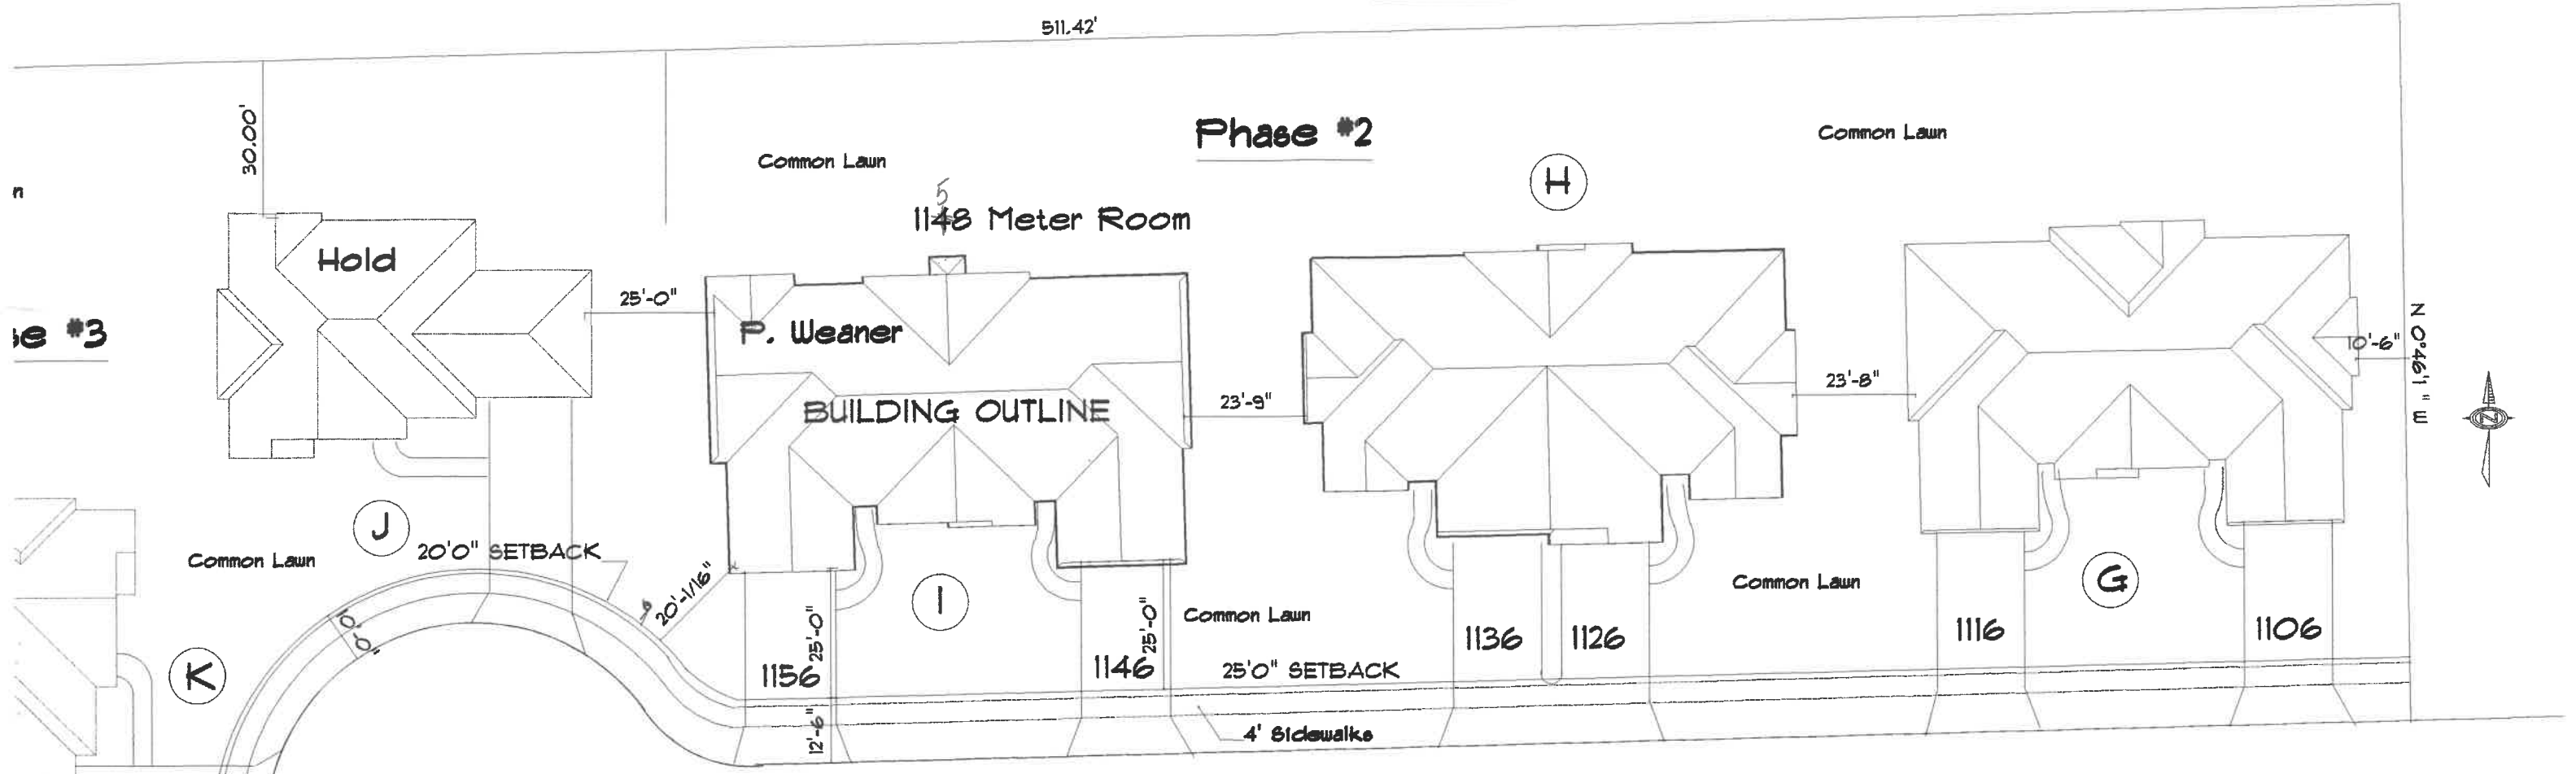 511.42'
30.00'
Phase #2
Common Lawn
Common Lawn
n
H
5
1148 Meter Room
Hold
25'-0"
P. Weaner
se #3
BUILDING OUTLINE
23'-9"
23'-8"
10'-6"
N 0°46'1" W
N
J
20'0" SETBACK
Common Lawn
20'-1/16"
I
Common Lawn
Common Lawn
G
K
10'-0"
1156
25'-0"
1146
25'-0"
25'0" SETBACK
1136
1126
1116
1106
12'-6"
4' Sidewalks